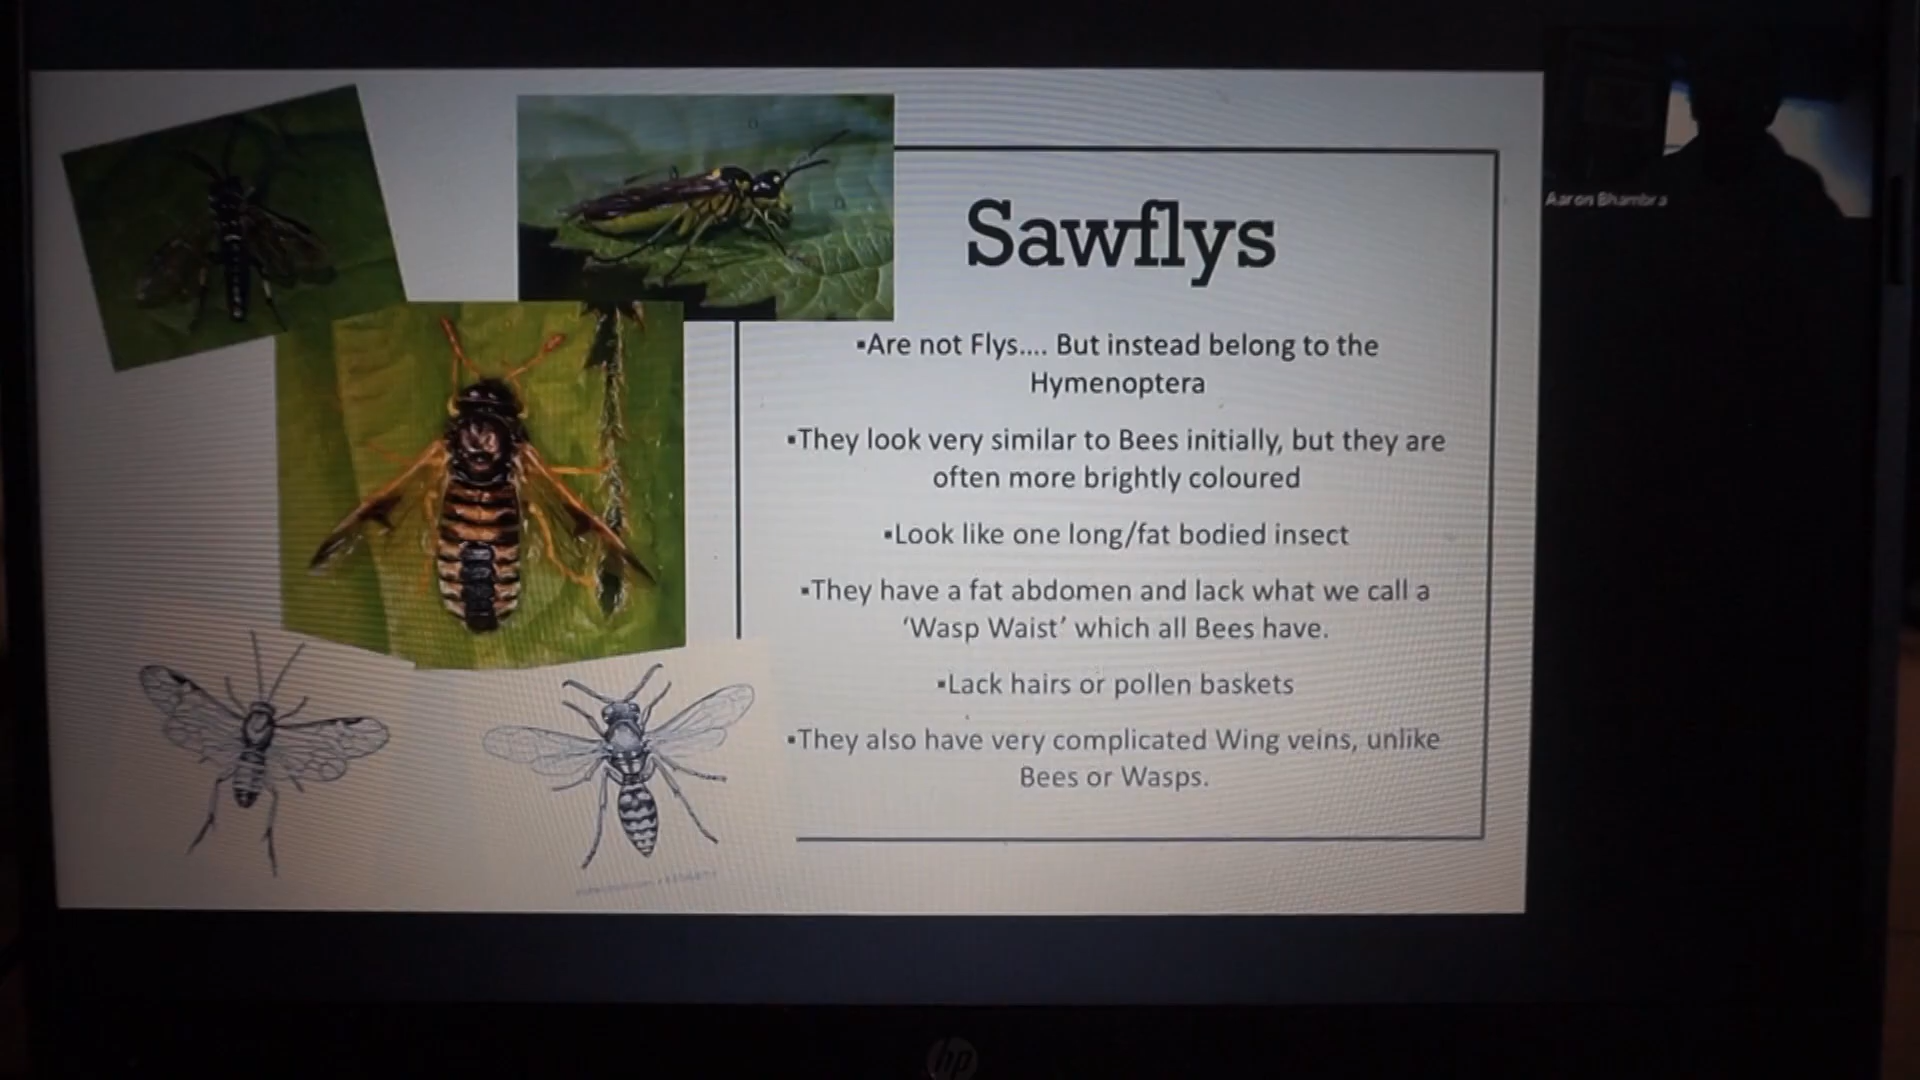 Sawflys
▪Are not Flys.... But instead belong to the
Hymenoptera
▪They look very similar to Bees initially, but they are
often more brightly coloured
▪Look like one long/fat bodied insect
▪They have a fat abdomen and lack what we call a
‘Wasp Waist’ which all Bees have.
▪Lack hairs or pollen baskets
▪They also have very complicated Wing veins, unlike
Bees or Wasps.
Aaron Bhambra
hp